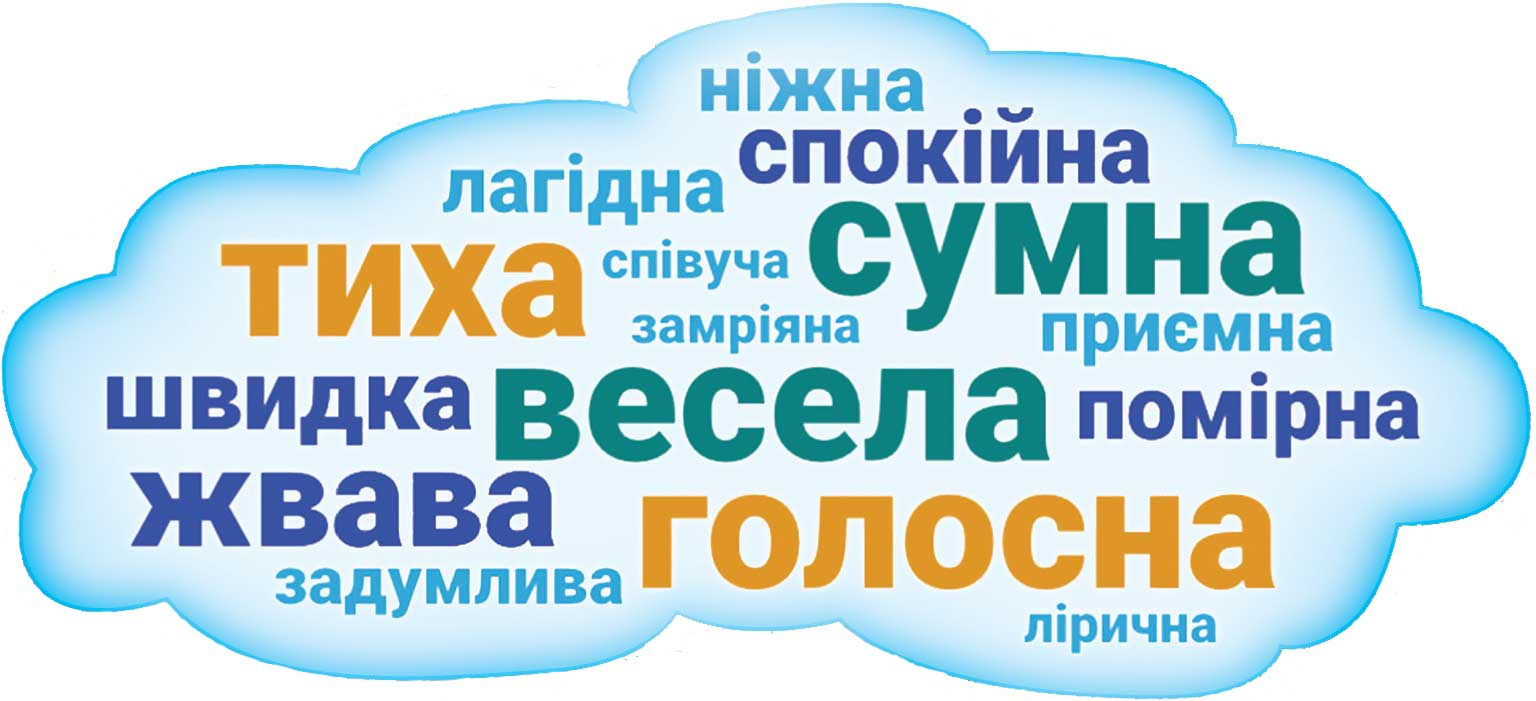 ніжна
спокійна
лагідна
сумна
тиха
співуча
замріяна
приємна
швидка
весела
помірна
жвава
голосна
задумлива
лірична